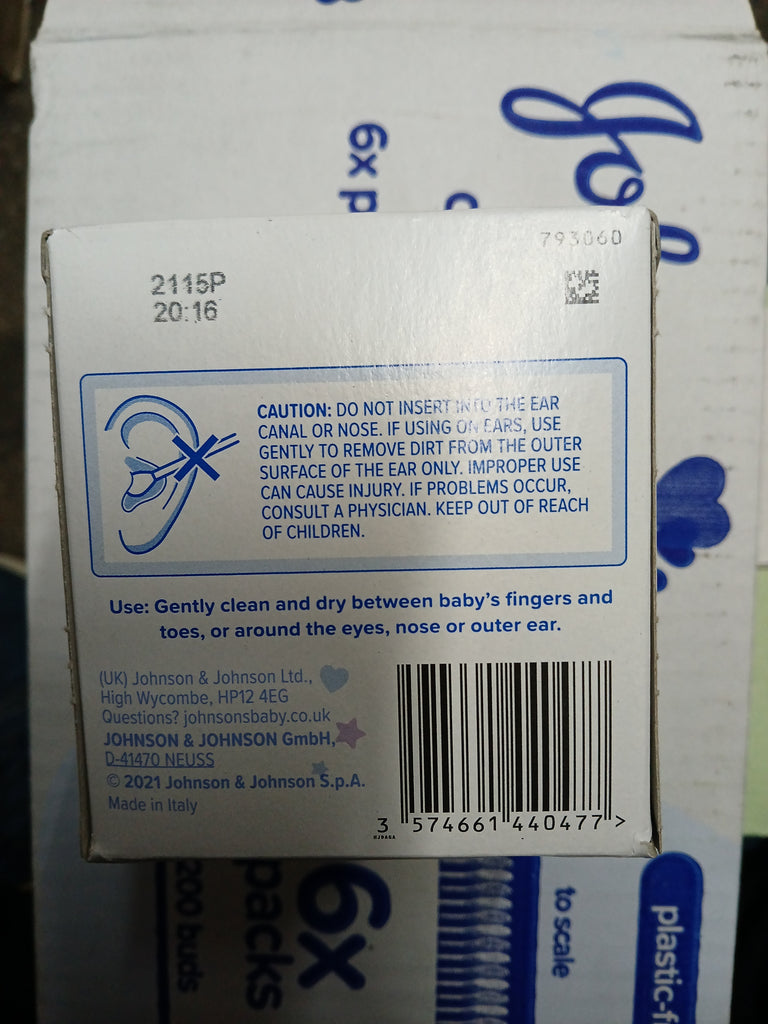 6x p
793060
2115P
20:16
CAUTION: DO NOT INSERT INTO THE EAR
CANAL OR NOSE. IF USING ON EARS, USE
GENTLY TO REMOVE DIRT FROM THE OUTER
SURFACE OF THE EAR ONLY. IMPROPER USE
CAN CAUSE INJURY. IF PROBLEMS OCCUR,
CONSULT A PHYSICIAN. KEEP OUT OF REACH
OF CHILDREN.
Use: Gently clean and dry between baby's fingers and
toes, or around the eyes, nose or outer ear.
(UK) Johnson & Johnson Ltd.,
High Wycombe, HP12 4EG
Questions? johnsonsbaby.co.uk
JOHNSON & JOHNSON GmbH,
D-41470 NEUSS
© 2021 Johnson & Johnson S.p.A.
Made in Italy
3 574661 440477 >
200 buds
6x
packs
to scale
plastic-f